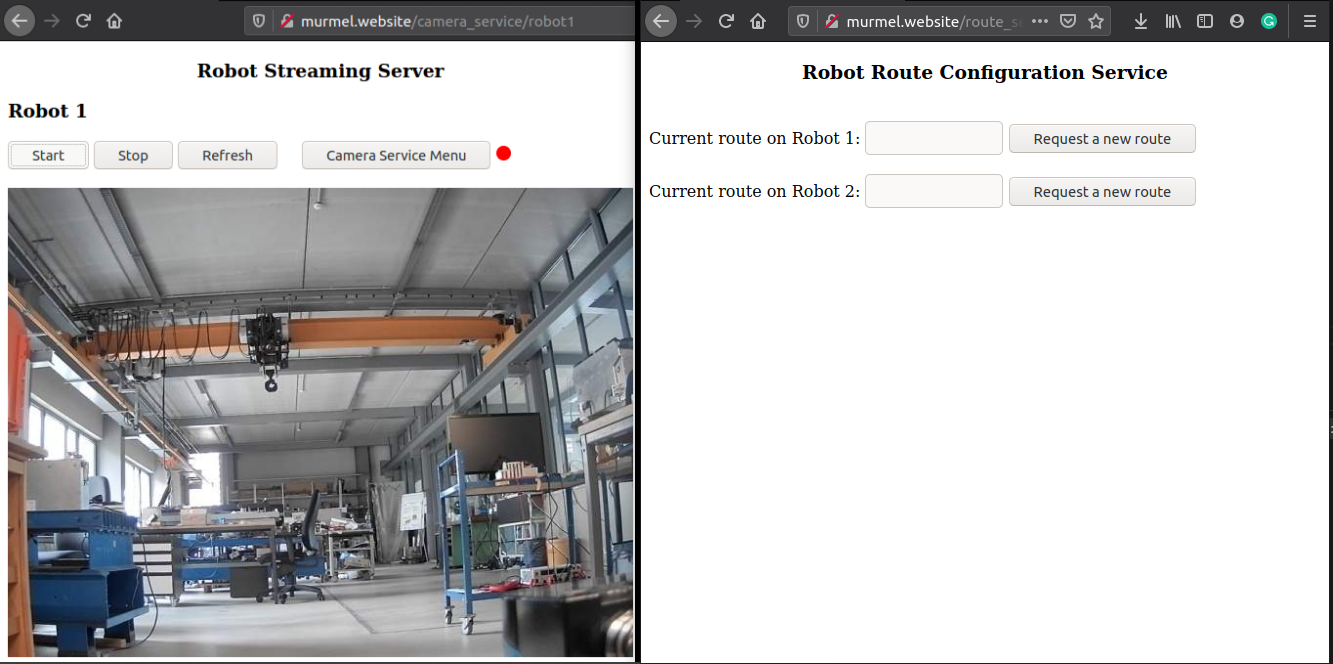 murmel.website/camera_service/robot1
Robot Streaming Server
Robot 1
Start Stop Refresh Camera Service Menu
murmel.website/route_s
Robot Route Configuration Service
Current route on Robot 1: Request a new route
Current route on Robot 2: Request a new route